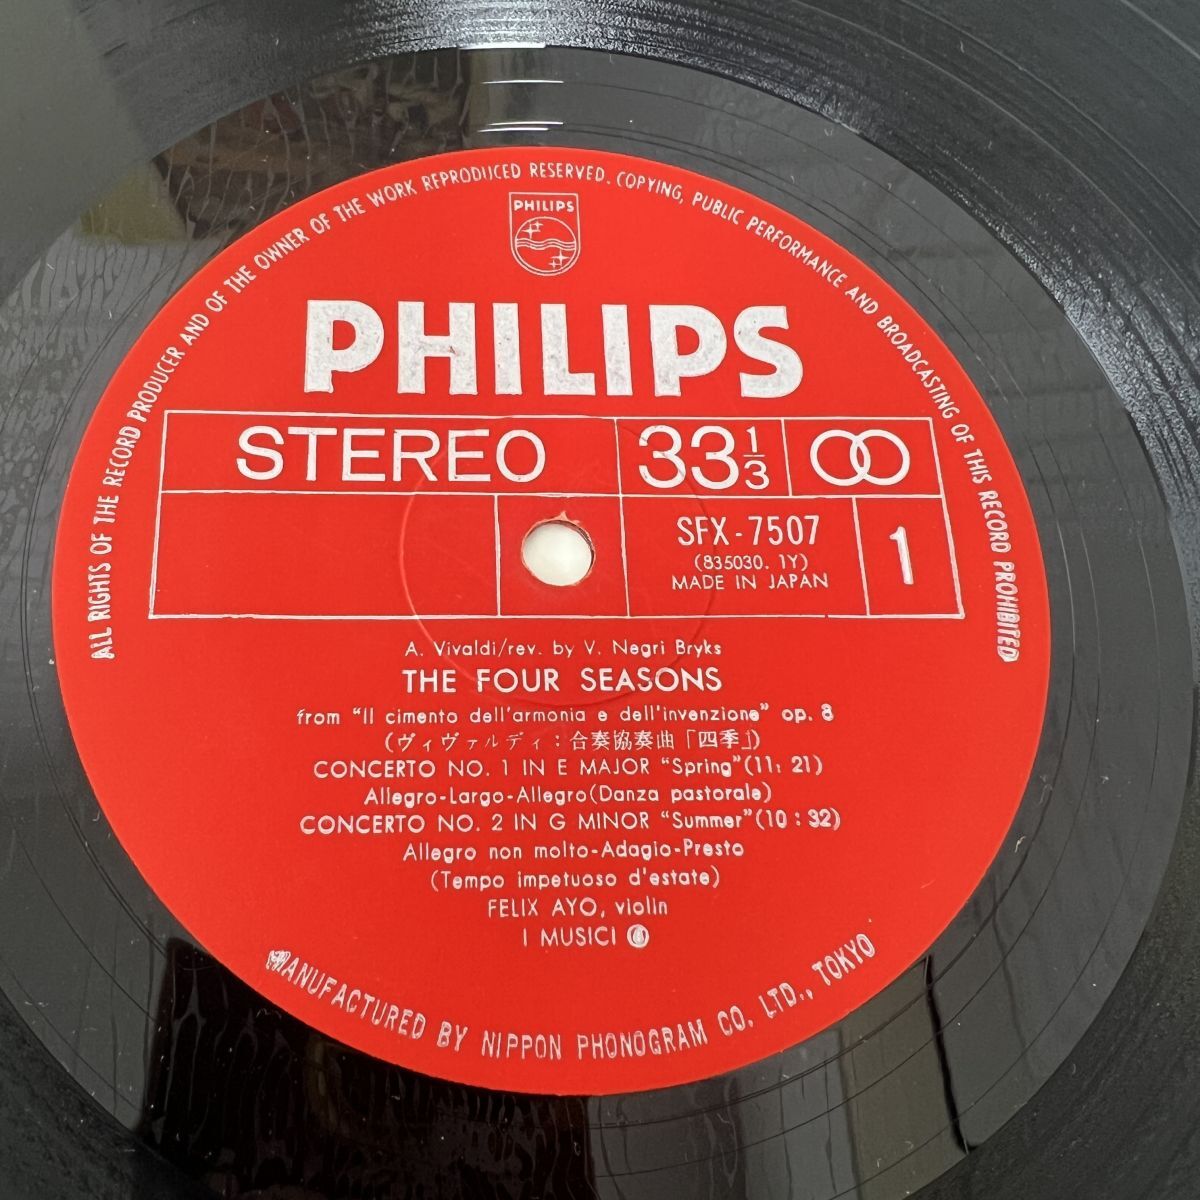 ALL RIGHTS OF THE RECORD PRODUCER AND OF THE OWNER OF THE WORK REPRODUCED RESERVED. COPYING, PUBLIC PERFORMANCE AND BROADCASTING OF THIS RECORD PROHIBITED
PHILIPS
PHILIPS
STEREO 33 1/3
SFX-7507
(835030. 1Y)
MADE IN JAPAN
1
A. Vivaldi/rev. by V. Negri Bryks
THE FOUR SEASONS
from "Il cimento dell'armonia e dell'invenzione" op. 8
(ヴィヴァルディ:合奏協奏曲「四季」)
CONCERTO NO. 1 IN E MAJOR "Spring"(11: 21)
Allegro-Largo-Allegro(Danza pastorale)
CONCERTO NO. 2 IN G MINOR "Summer"(10 : 32)
Allegro non molto-Adagio-Presto
(Tempo impetuoso d'estate)
FELIX AYO, violin
I MUSICI
MANUFACTURED BY NIPPON PHONOGRAM CO. LTD., TOKYO